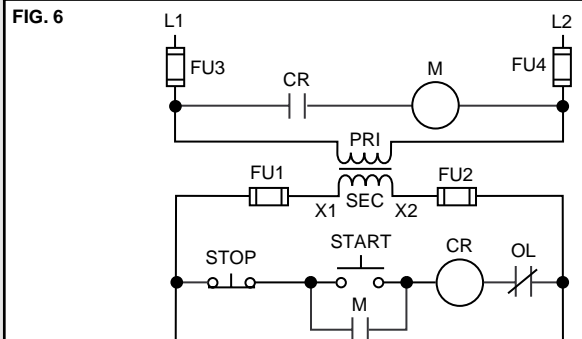 FIG. 6
L1 L2
FU3 FU4
CR M
PRI
FU1 FU2
X1 SEC X2
STOP START CR OL
M